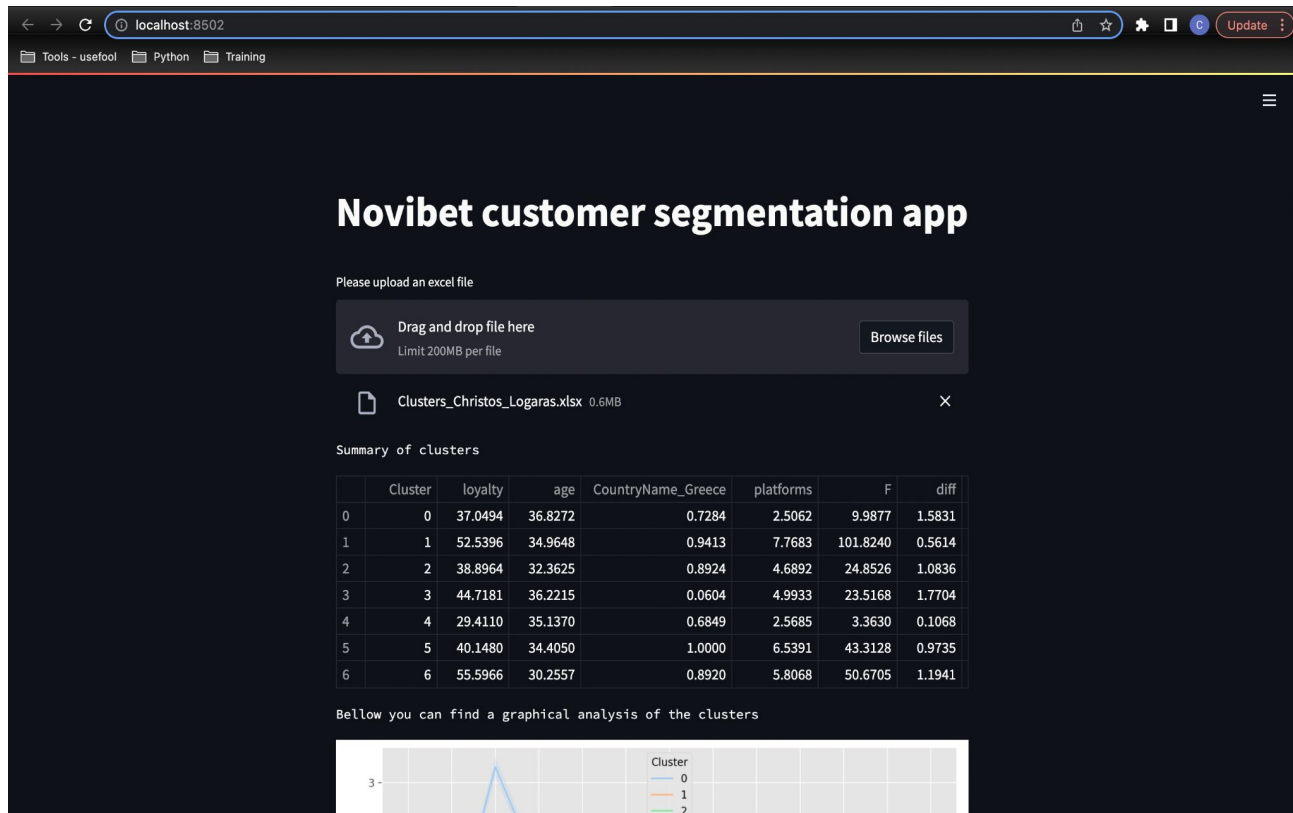 localhost:8502
C
Update
Tools - usefool Python Training
Novibet customer segmentation app
Please upload an excel file
Drag and drop file here
Limit 200MB per file
Browse files
Clusters_Christos_Logaras.xlsx 0.6MB
Summary of clusters
Cluster loyalty age CountryName_Greece platforms F diff
0 0 37.0494 36.8272 0.7284 2.5062 9.9877 1.5831
1 1 52.5396 34.9648 0.9413 7.7683 101.8240 0.5614
2 2 38.8964 32.3625 0.8924 4.6892 24.8526 1.0836
3 3 44.7181 36.2215 0.0604 4.9933 23.5168 1.7704
4 4 29.4110 35.1370 0.6849 2.5685 3.3630 0.1068
5 5 40.1480 34.4050 1.0000 6.5391 43.3128 0.9735
6 6 55.5966 30.2557 0.8920 5.8068 50.6705 1.1941
Bellow you can find a graphical analysis of the clusters
Cluster
3
0
1
2